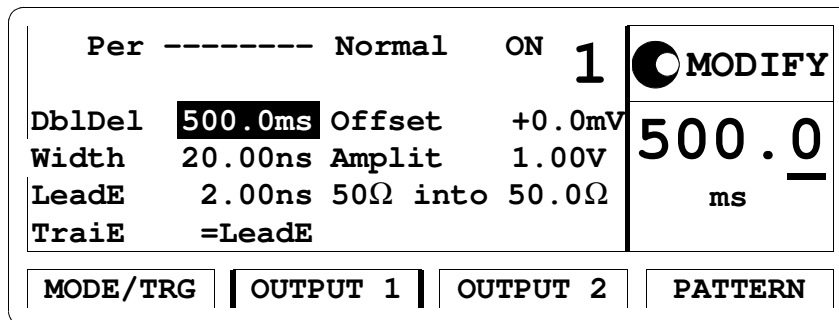 Per -------- Normal ON 1
MODIFY
DblDel 500.0ms Offset +0.0mV
500.0
Width 20.00ns Amplit 1.00V
LeadE 2.00ns 50Ω into 50.0Ω
ms
TraiE =LeadE
MODE/TRG OUTPUT 1 OUTPUT 2 PATTERN